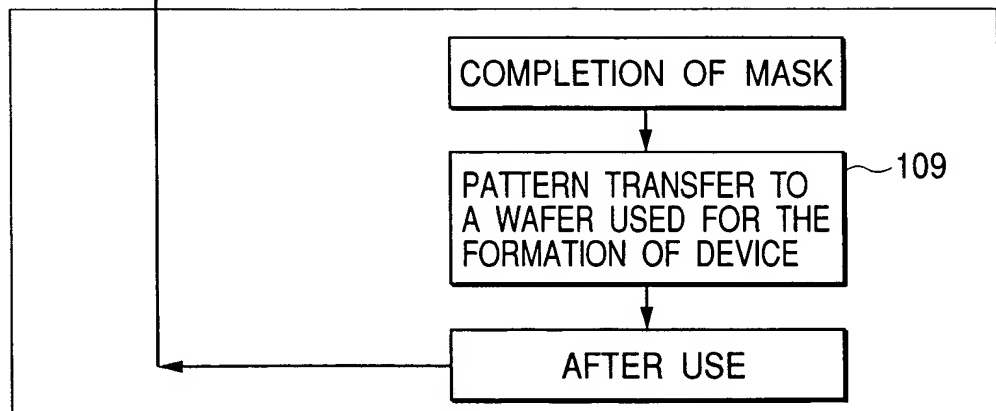 COMPLETION OF MASK
PATTERN TRANSFER TO
A WAFER USED FOR THE
FORMATION OF DEVICE
109
AFTER USE